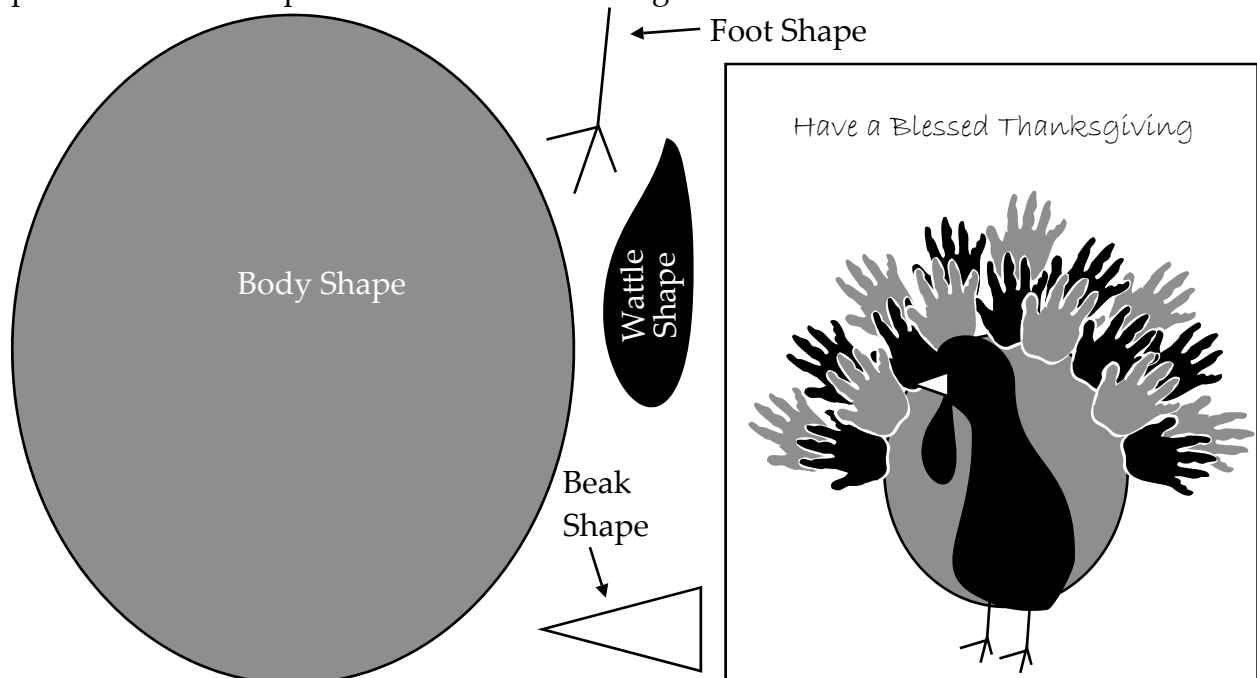 Foot Shape
Have a Blessed Thanksgiving
Body Shape
Wattle
Shape
Beak
Shape